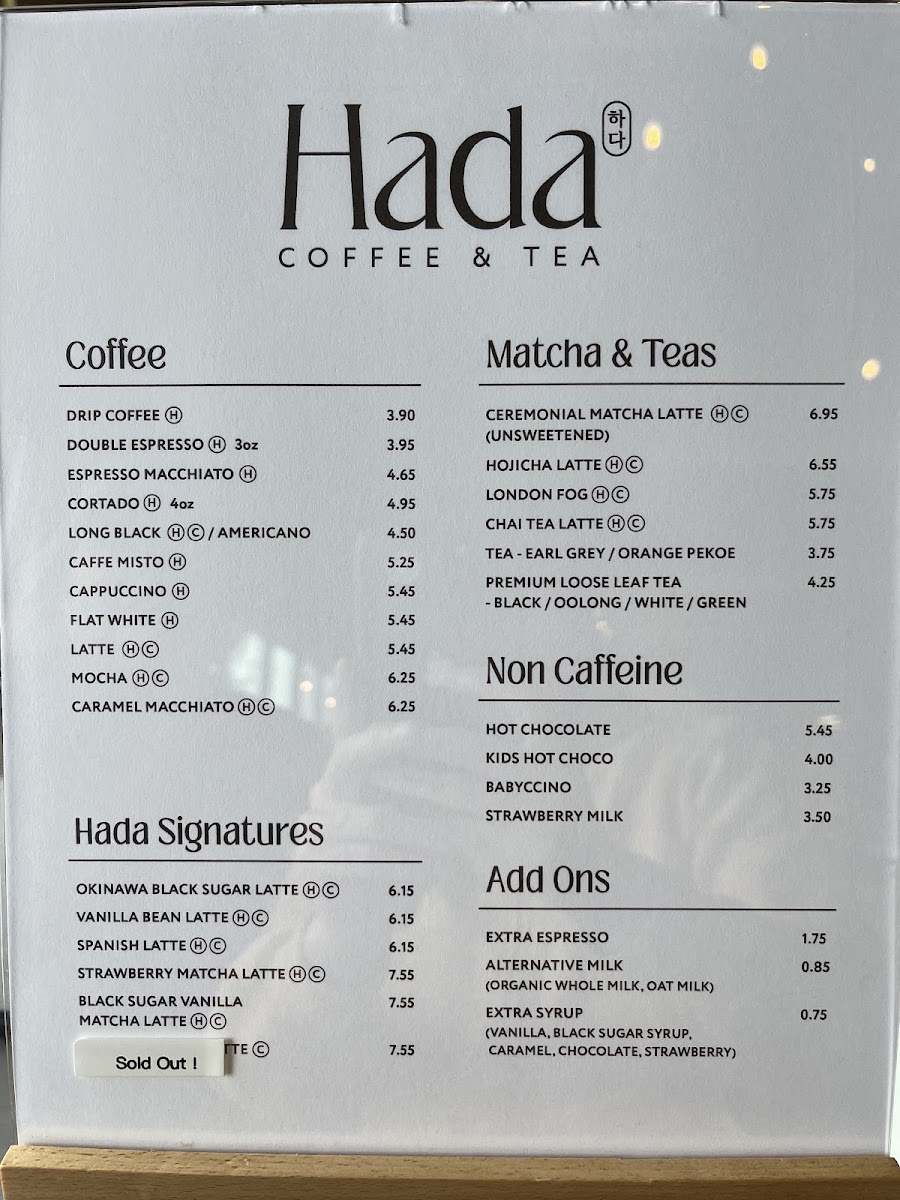 Hada
하다
COFFEE & TEA
Coffee
DRIP COFFEE Ⓗ 3.90
DOUBLE ESPRESSO Ⓗ 3oz 3.95
ESPRESSO MACCHIATO Ⓗ 4.65
CORTADO Ⓗ 4oz 4.95
LONG BLACK ⒽⒸ / AMERICANO 4.50
CAFFE MISTO Ⓗ 5.25
CAPPUCCINO Ⓗ 5.45
FLAT WHITE Ⓗ 5.45
LATTE ⒽⒸ 5.45
MOCHA ⒽⒸ 6.25
CARAMEL MACCHIATO ⒽⒸ 6.25
Hada Signatures
OKINAWA BLACK SUGAR LATTE ⒽⒸ 6.15
VANILLA BEAN LATTE ⒽⒸ 6.15
SPANISH LATTE ⒽⒸ 6.15
STRAWBERRY MATCHA LATTE ⒽⒸ 7.55
BLACK SUGAR VANILLA 7.55
MATCHA LATTE ⒽⒸ
Sold Out ! TTE Ⓒ 7.55
Matcha & Teas
CEREMONIAL MATCHA LATTE ⒽⒸ 6.95
(UNSWEETENED)
HOJICHA LATTE ⒽⒸ 6.55
LONDON FOG ⒽⒸ 5.75
CHAI TEA LATTE ⒽⒸ 5.75
TEA - EARL GREY / ORANGE PEKOE 3.75
PREMIUM LOOSE LEAF TEA 4.25
- BLACK / OOLONG / WHITE / GREEN
Non Caffeine
HOT CHOCOLATE 5.45
KIDS HOT CHOCO 4.00
BABYCCINO 3.25
STRAWBERRY MILK 3.50
Add Ons
EXTRA ESPRESSO 1.75
ALTERNATIVE MILK 0.85
(ORGANIC WHOLE MILK, OAT MILK)
EXTRA SYRUP 0.75
(VANILLA, BLACK SUGAR SYRUP,
CARAMEL, CHOCOLATE, STRAWBERRY)